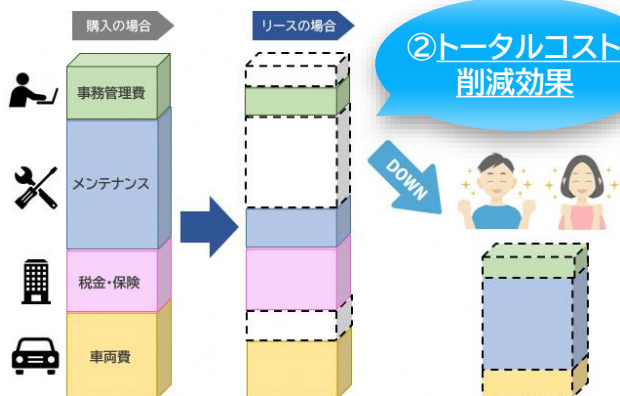 購入の場合
リースの場合
②トータルコスト
削減効果
事務管理費
メンテナンス
DOWN
税金・保険
車両費